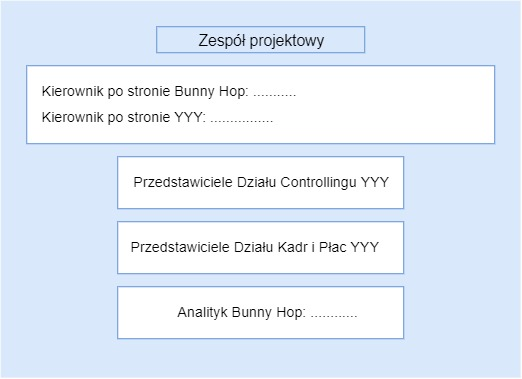 Zespół projektowy
Kierownik po stronie Bunny Hop: ...........
Kierownik po stronie YYY: ................
Przedstawiciele Działu Controllingu YYY
Przedstawiciele Działu Kadr i Płac YYY
Analityk Bunny Hop: ............